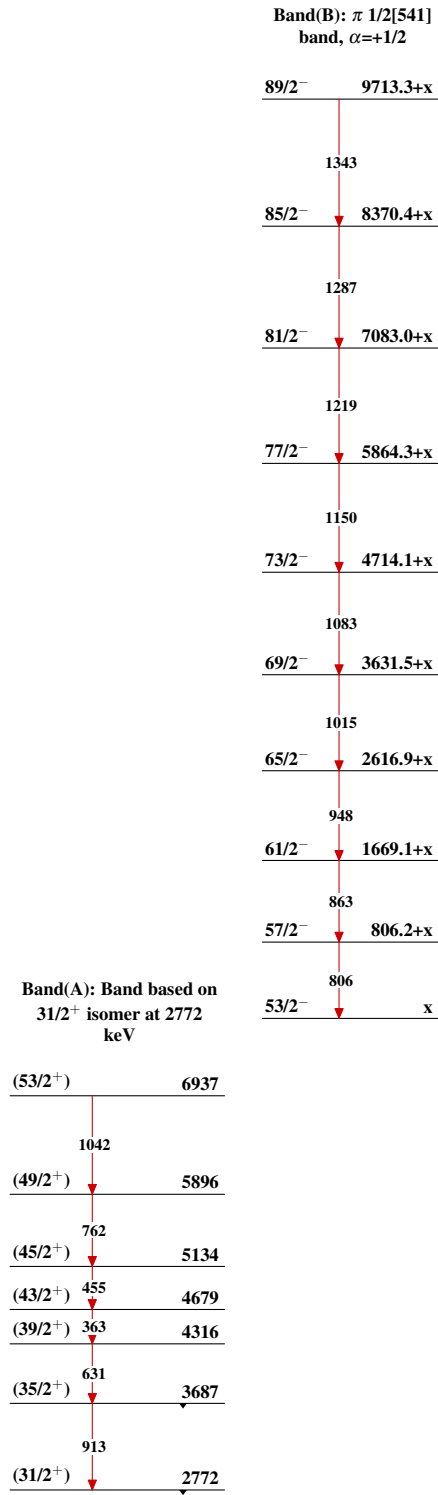 Band(B): π 1/2[541]
band, α=+1/2
89/2⁻ 9713.3+x
1343
85/2⁻ 8370.4+x
1287
81/2⁻ 7083.0+x
1219
77/2⁻ 5864.3+x
1150
73/2⁻ 4714.1+x
1083
69/2⁻ 3631.5+x
1015
65/2⁻ 2616.9+x
948
61/2⁻ 1669.1+x
863
57/2⁻ 806.2+x
806
53/2⁻ x
Band(A): Band based on
31/2⁺ isomer at 2772
keV
(53/2⁺) 6937
1042
(49/2⁺) 5896
762
(45/2⁺) 5134
455
(43/2⁺) 4679
363
(39/2⁺) 4316
631
(35/2⁺) 3687
913
(31/2⁺) 2772